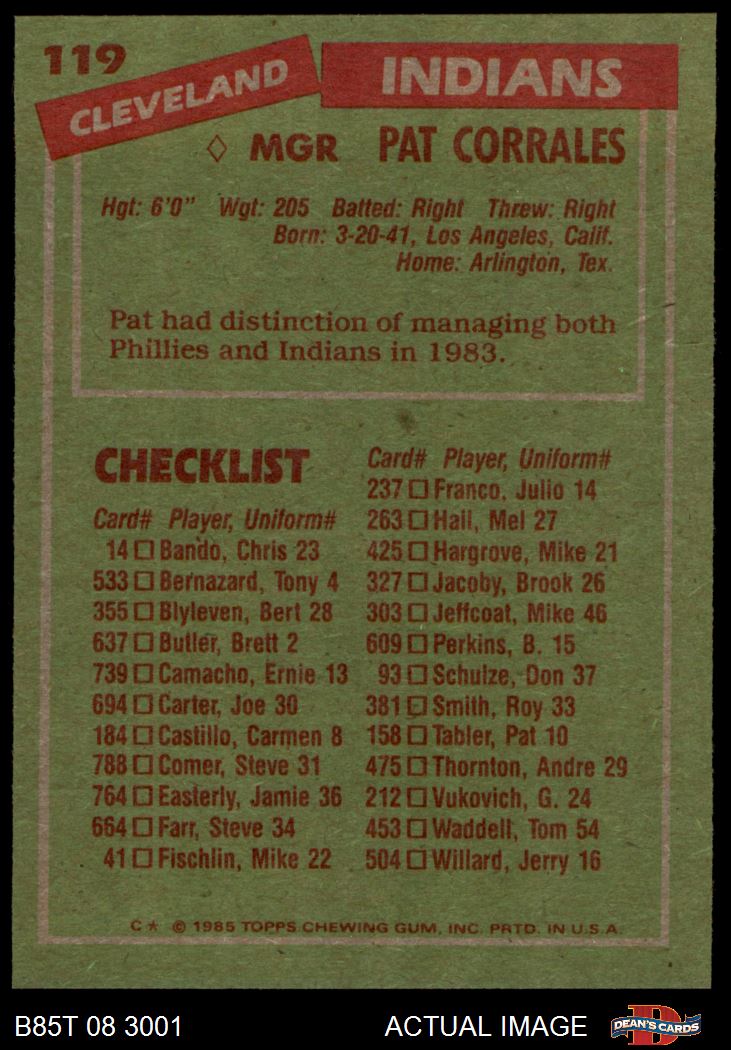 119
CLEVELAND INDIANS
MGR PAT CORRALES
Hgt: 6'0" Wgt: 205 Batted: Right Threw: Right
Born: 3-20-41, Los Angeles, Calif.
Home: Arlington, Tex.
Pat had distinction of managing both
Phillies and Indians in 1983.
CHECKLIST
Card# Player, Uniform#
14 Bando, Chris 23
533 Bernazard, Tony 4
355 Blyleven, Bert 28
637 Butler, Brett 2
739 Camacho, Ernie 13
694 Carter, Joe 30
184 Castillo, Carmen 8
788 Comer, Steve 31
764 Easterly, Jamie 36
664 Farr, Steve 34
41 Fischlin, Mike 22
Card# Player, Uniform#
237 Franco, Julio 14
263 Hall, Mel 27
425 Hargrove, Mike 21
327 Jacoby, Brook 26
303 Jeffcoat, Mike 46
609 Perkins, B. 15
93 Schulze, Don 37
381 Smith, Roy 33
158 Tabler, Pat 10
475 Thornton, Andre 29
212 Vukovich, G. 24
453 Waddell, Tom 54
504 Willard, Jerry 16
C* © 1985 TOPPS CHEWING GUM, INC. PRTD. IN U.S.A.
B85T 08 3001 ACTUAL IMAGE
D
DEAN'S CARDS